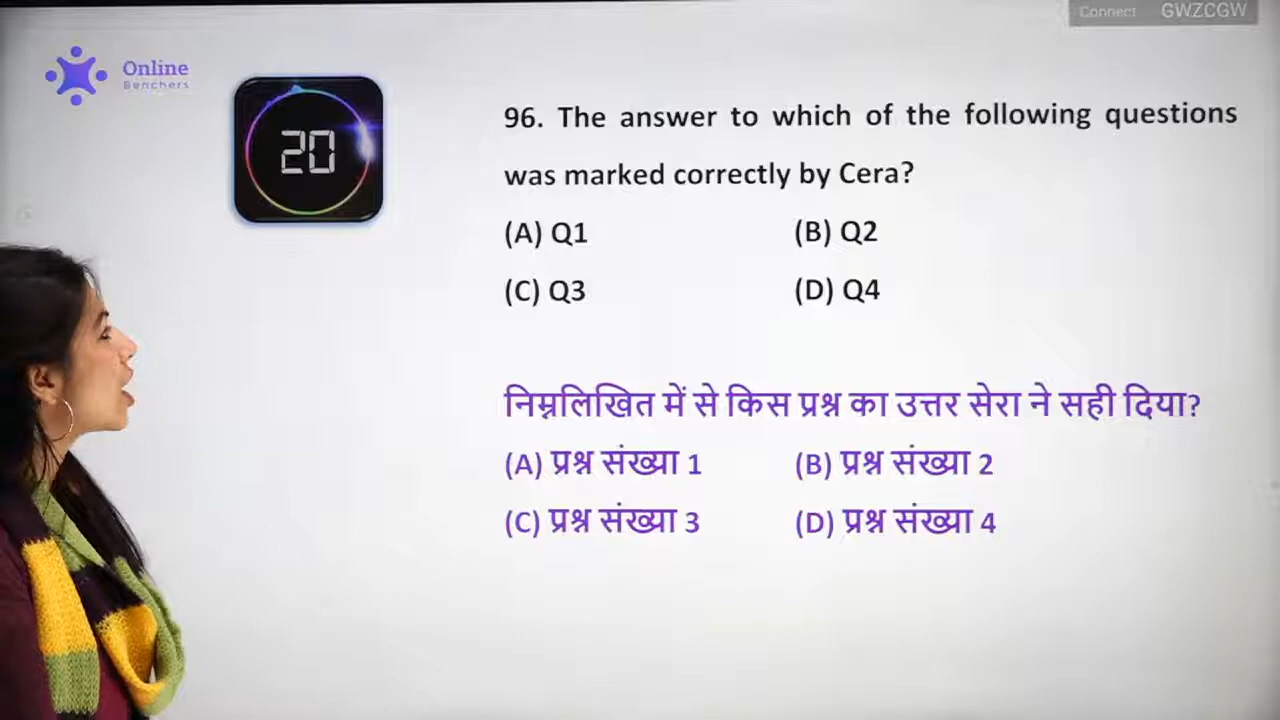 Connect GWZCGW
Online
Benchers
20
96. The answer to which of the following questions
was marked correctly by Cera?
(A) Q1 (B) Q2
(C) Q3 (D) Q4
निम्नलिखित में से किस प्रश्न का उत्तर सेरा ने सही दिया?
(A) प्रश्न संख्या 1 (B) प्रश्न संख्या 2
(C) प्रश्न संख्या 3 (D) प्रश्न संख्या 4